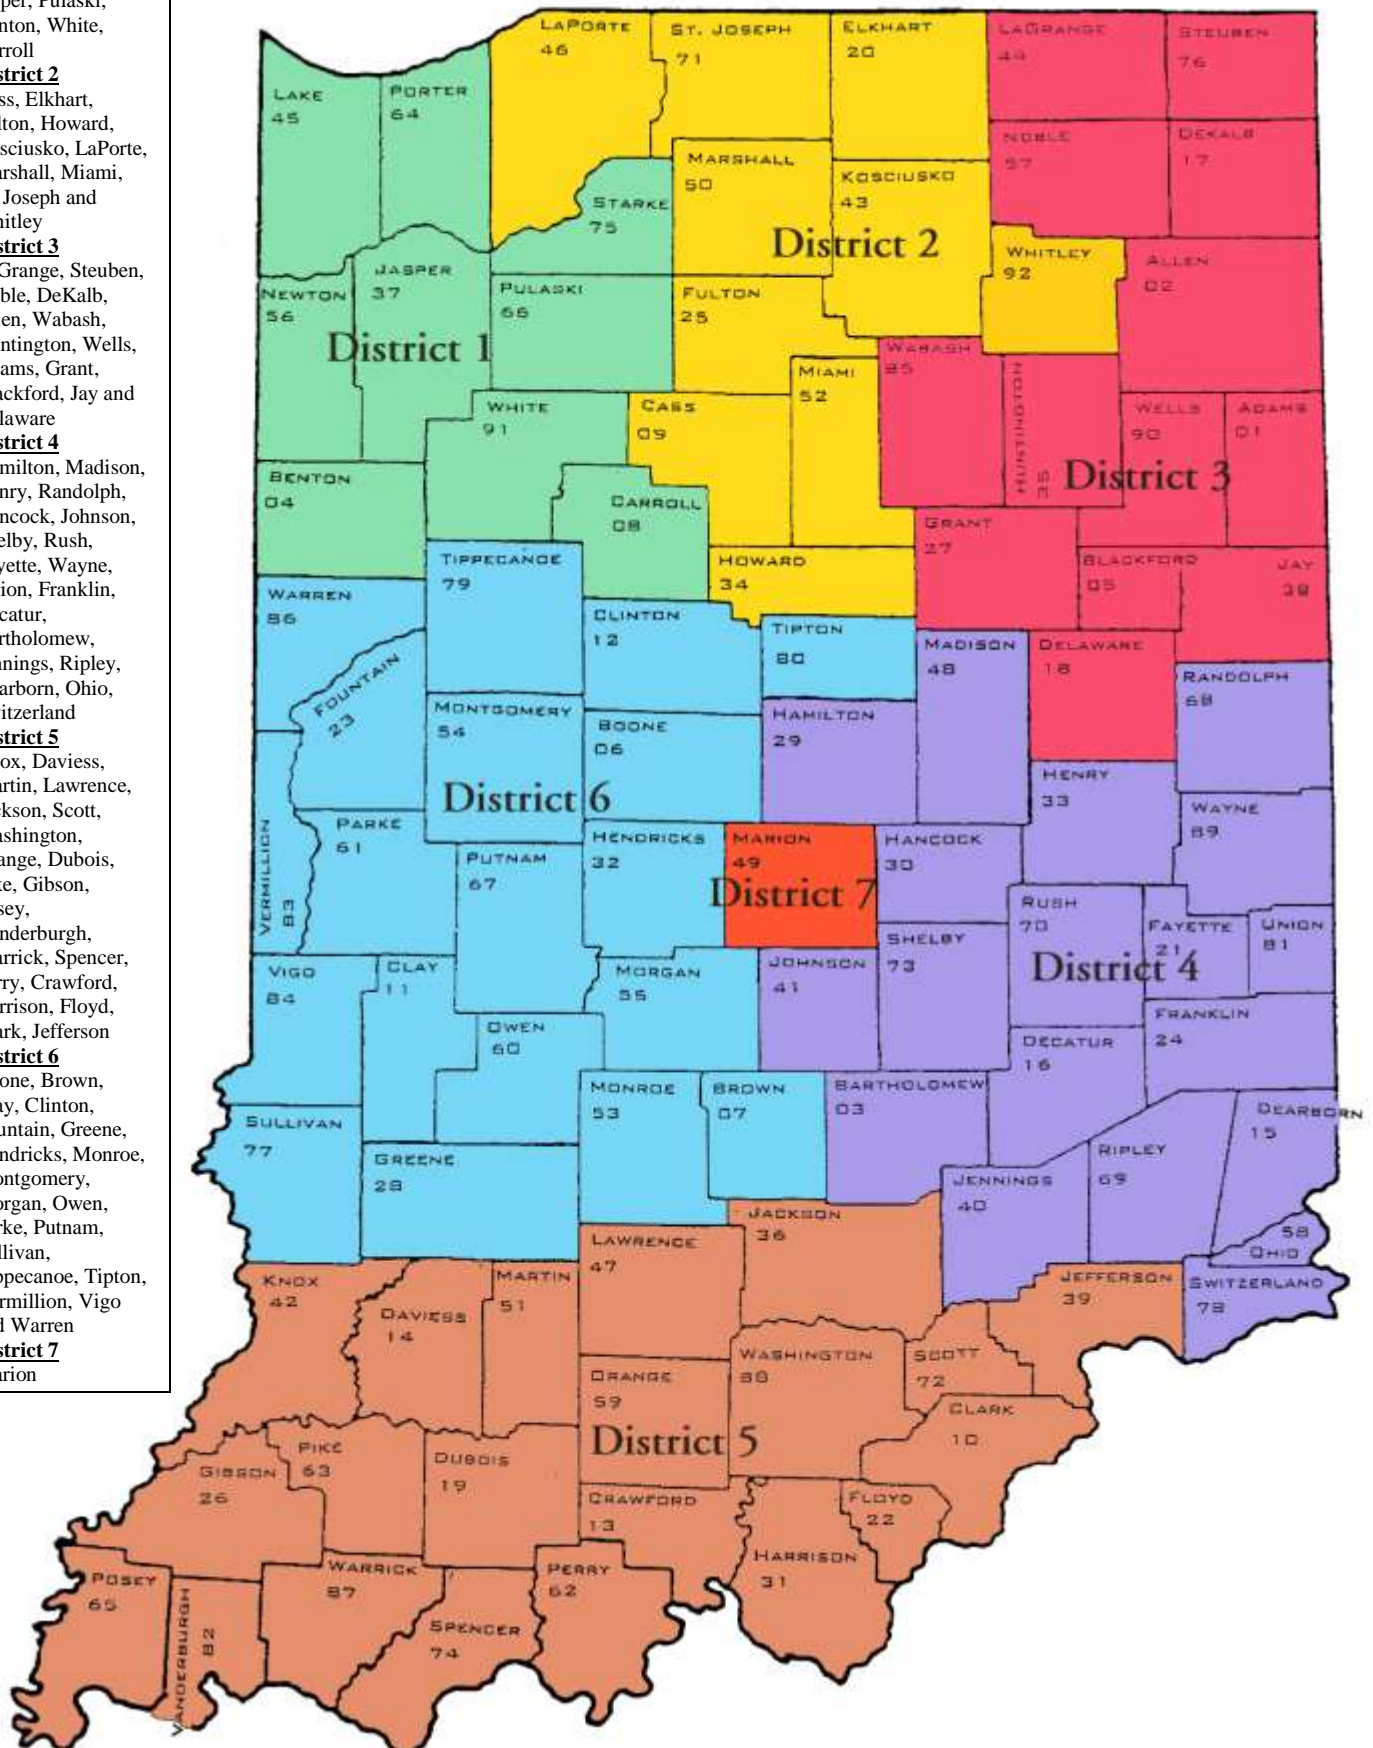 per, Pulaski,
nton, White,
rroll
strict 2
ss, Elkhart,
lton, Howard,
sciusko, LaPorte,
arshall, Miami,
Joseph and
hitley
strict 3
Grange, Steuben,
ble, DeKalb,
len, Wabash,
ntington, Wells,
ams, Grant,
ackford, Jay and
laware
strict 4
milton, Madison,
nry, Randolph,
ncock, Johnson,
elby, Rush,
yette, Wayne,
ion, Franklin,
catur,
rtholomew,
nnings, Ripley,
arborn, Ohio,
vitzerland
strict 5
ox, Daviess,
artin, Lawrence,
ckson, Scott,
ashington,
ange, Dubois,
ke, Gibson,
sey,
nderburgh,
arrick, Spencer,
rry, Crawford,
rrison, Floyd,
ark, Jefferson
strict 6
one, Brown,
ay, Clinton,
untain, Greene,
ndricks, Monroe,
ontgomery,
organ, Owen,
rke, Putnam,
llivan,
ppecanoe, Tipton,
rmillion, Vigo
d Warren
strict 7
arion
LAPORTE
46
ST. JOSEPH
71
ELKHART
20
LAGRANGE
44
STEUBEN
76
LAKE
45
PORTER
64
NOBLE
57
DEKALB
17
MARSHALL
50
KOSCIUSKO
43
STARKE
75
District 2
WHITLEY
92
ALLEN
02
JASPER
37
NEWTON
56
PULASKI
66
FULTON
25
District 1
WABASH
85
MIAMI
52
HUNTINGTON
35
WHITE
91
CASS
09
WELLS
90
ADAMS
01
District 3
BENTON
04
CARROLL
08
GRANT
27
TIPPECANOE
79
HOWARD
34
BLACKFORD
05
JAY
38
WARREN
86
CLINTON
12
TIPTON
80
MADISON
48
DELAWARE
18
RANDOLPH
68
FOUNTAIN
23
MONTGOMERY
54
BOONE
06
HAMILTON
29
HENRY
33
District 6
WAYNE
89
VERMILLION
83
PARKE
61
PUTNAM
67
HENDRICKS
32
MARION
49
District 7
HANCOCK
30
RUSH
70
FAYETTE
21
UNION
81
SHELBY
73
District 4
VIGO
84
CLAY
11
MORGAN
55
JOHNSON
41
FRANKLIN
24
OWEN
60
DECATUR
16
MONROE
53
BROWN
07
BARTHOLOMEW
03
DEARBORN
15
SULLIVAN
77
GREENE
28
RIPLEY
69
JENNINGS
40
JACKSON
36
LAWRENCE
47
58
OHIO
KNOX
42
MARTIN
51
JEFFERSON
39
SWITZERLAND
78
DAVIESS
14
WASHINGTON
88
SCOTT
72
ORANGE
59
CLARK
10
District 5
PIKE
63
GIBSON
26
DUBOIS
19
CRAWFORD
13
FLOYD
22
HARRISON
31
POSEY
65
VANDERBURGH
82
WARRICK
87
PERRY
62
SPENCER
74